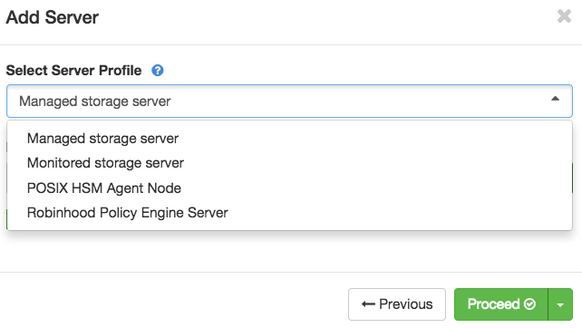 Add Server
Select Server Profile
Managed storage server
Managed storage server
Monitored storage server
POSIX HSM Agent Node
Robinhood Policy Engine Server
Previous
Proceed